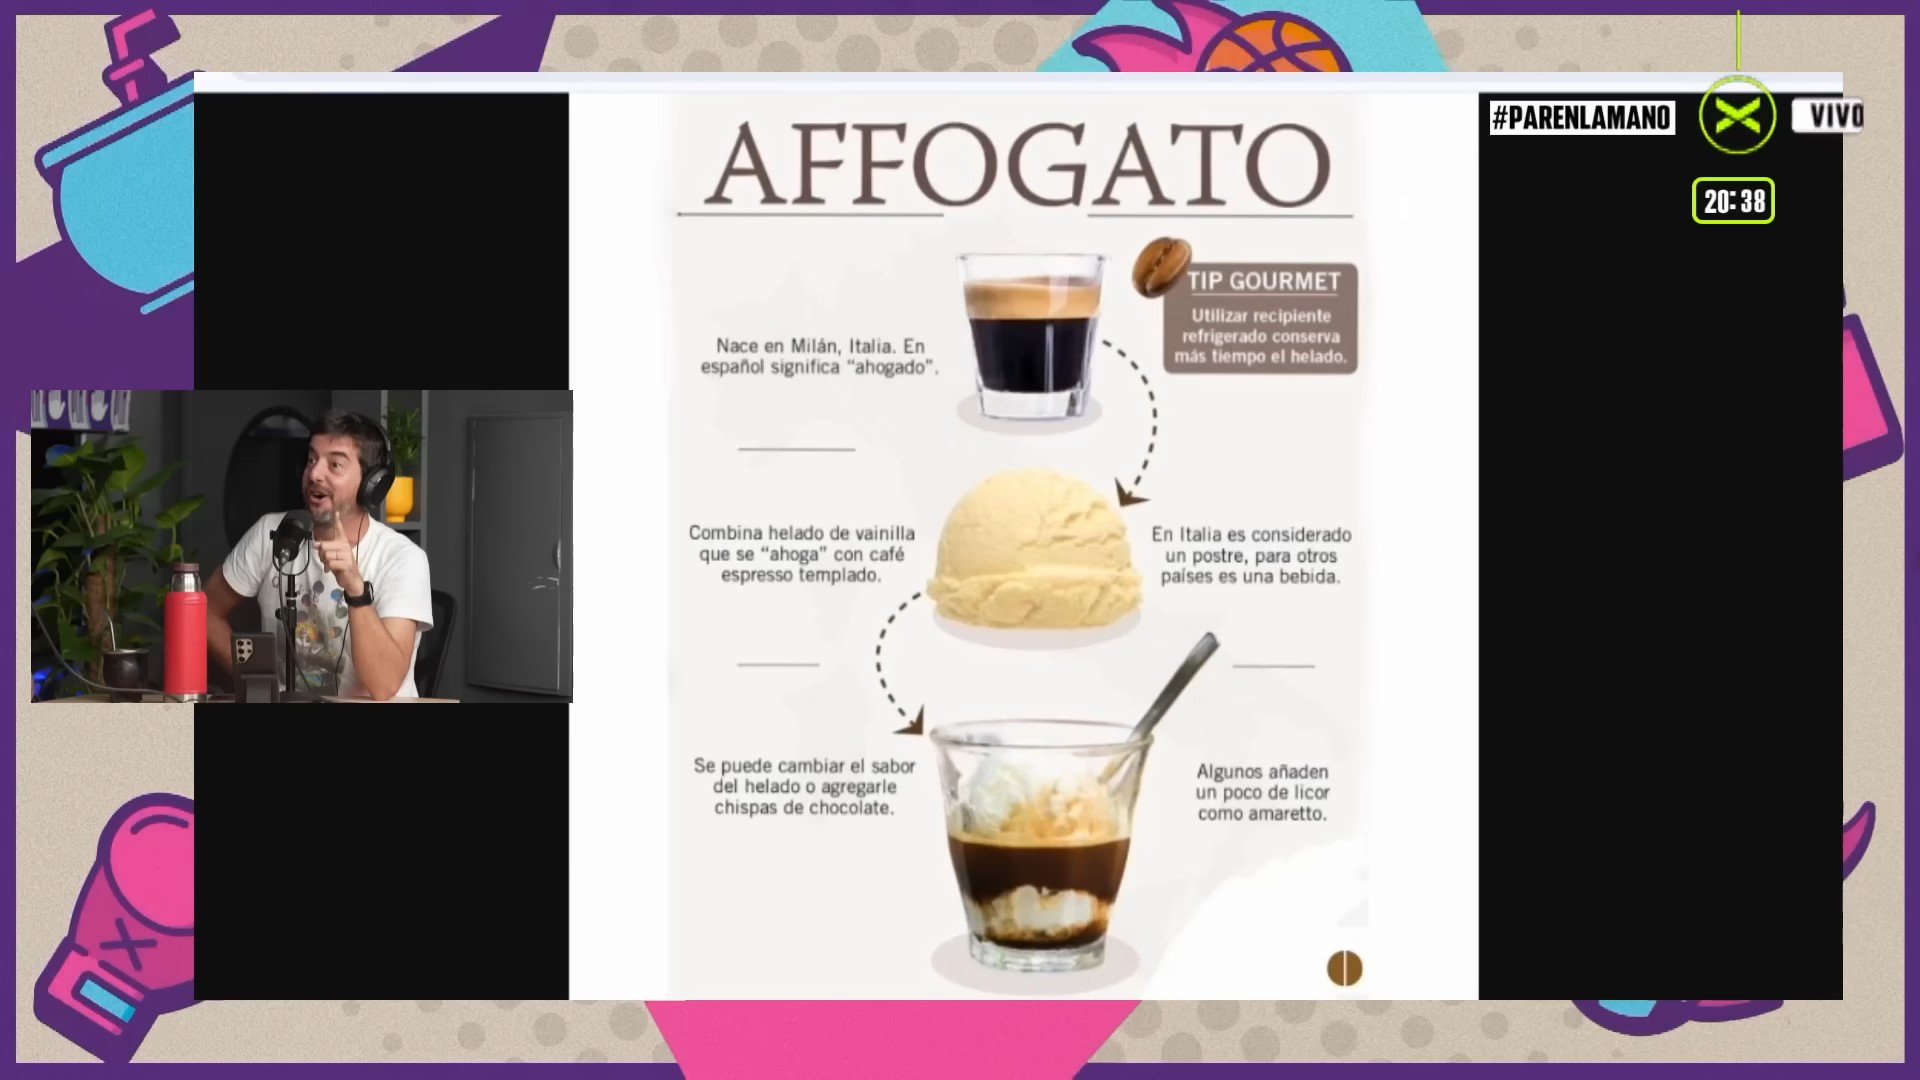 #PARENLAMANO
VIVO
20:38
AFFOGATO
TIP GOURMET
Utilizar recipiente
refrigerado conserva
más tiempo el helado.
Nace en Milán, Italia. En
español significa “ahogado”.
Combina helado de vainilla
que se “ahoga” con café
espresso templado.
En Italia es considerado
un postre, para otros
países es una bebida.
Se puede cambiar el sabor
del helado o agregarle
chispas de chocolate.
Algunos añaden
un poco de licor
como amaretto.